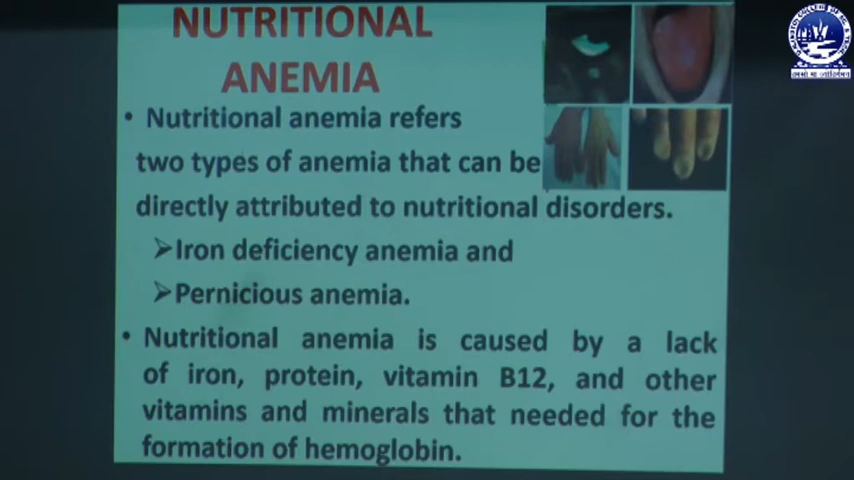 NUTRITIONAL
ANEMIA
• Nutritional anemia refers
two types of anemia that can be
directly attributed to nutritional disorders.
➢Iron deficiency anemia and
➢Pernicious anemia.
• Nutritional anemia is caused by a lack
of iron, protein, vitamin B12, and other
vitamins and minerals that needed for the
formation of hemoglobin.
तमसो मा ज्योतिर्गमय